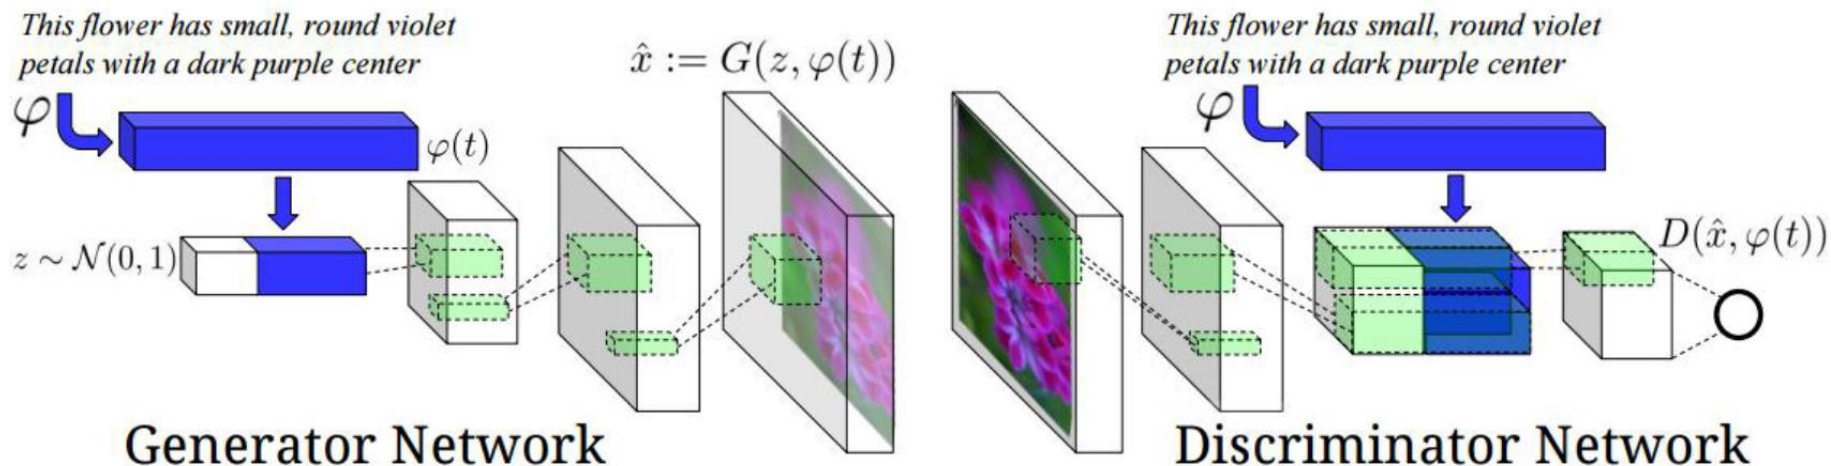 This flower has small, round violet
petals with a dark purple center
φ
φ(t)
z ∼ 𝒩(0, 1)
x̂ := G(z, φ(t))
Generator Network
This flower has small, round violet
petals with a dark purple center
φ
D(x̂, φ(t))
Discriminator Network